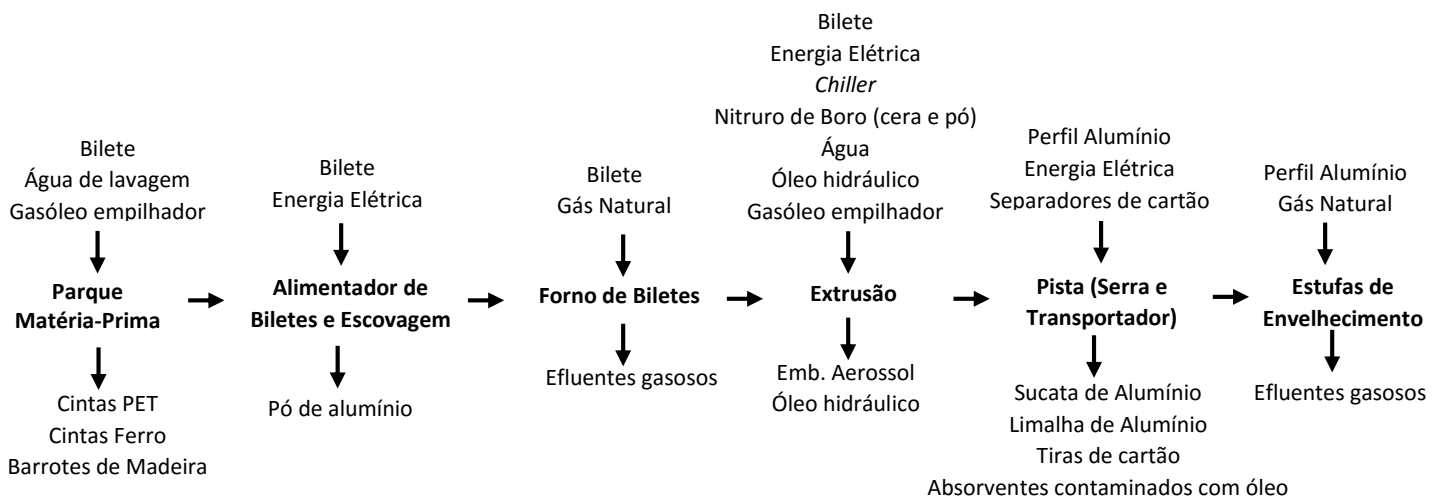 Bilete
Água de lavagem
Gasóleo empilhador
Parque
Matéria-Prima
Cintas PET
Cintas Ferro
Barrotes de Madeira
Bilete
Energia Elétrica
Alimentador de
Biletes e Escovagem
Pó de alumínio
Bilete
Gás Natural
Forno de Biletes
Efluentes gasosos
Bilete
Energia Elétrica
Chiller
Nitruro de Boro (cera e pó)
Água
Óleo hidráulico
Gasóleo empilhador
Extrusão
Emb. Aerossol
Óleo hidráulico
Perfil Alumínio
Energia Elétrica
Separadores de cartão
Pista (Serra e
Transportador)
Sucata de Alumínio
Limalha de Alumínio
Tiras de cartão
Absorventes contaminados com óleo
Perfil Alumínio
Gás Natural
Estufas de
Envelhecimento
Efluentes gasosos